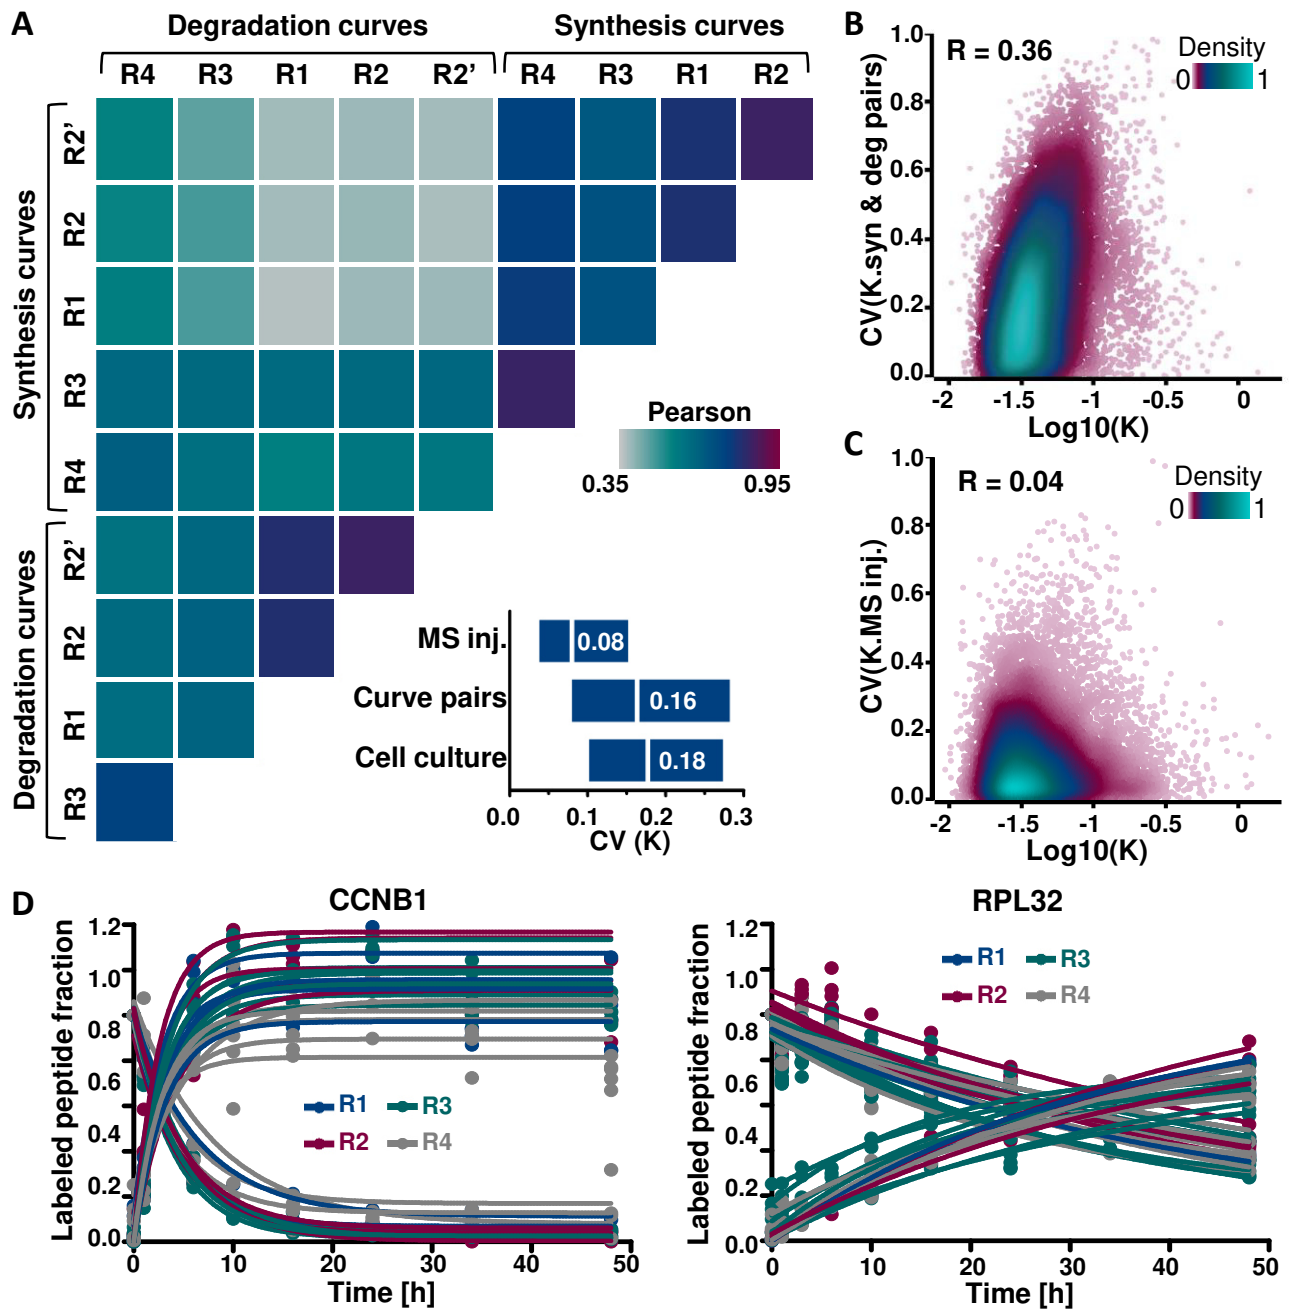 A
Degradation curves
Synthesis curves
R4 R3 R1 R2 R2’ R4 R3 R1 R2
Synthesis curves
R2’
R2
R1
R3
R4
Degradation curves
R2’
R2
R1
R3
Pearson
0.35 0.95
MS inj. 0.08
Curve pairs 0.16
Cell culture 0.18
0.0 0.1 0.2 0.3
CV (K)
B
R = 0.36
Density
0 1
CV(K.syn & deg pairs)
1.0
0.8
0.6
0.4
0.2
0.0
-2 -1.5 -1 -0.5 0
Log10(K)
C
R = 0.04
Density
0 1
CV(K.MS inj.)
1.0
0.8
0.6
0.4
0.2
0.0
-2 -1.5 -1 -0.5 0
Log10(K)
D
CCNB1
Labeled peptide fraction
1.2
1.0
0.8
0.6
0.4
0.2
0.0
R1 R3
R2 R4
0 10 20 30 40 50
Time [h]
RPL32
Labeled peptide fraction
1.2
1.0
0.8
0.6
0.4
0.2
0.0
R1 R3
R2 R4
0 10 20 30 40 50
Time [h]